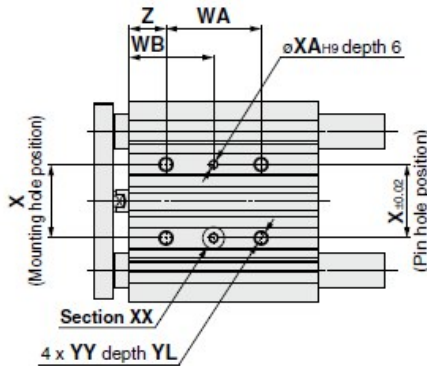 Z WA
WB
øXAH9 depth 6
X
(Mounting hole position)
X±0.02
(Pin hole position)
Section XX
4 x YY depth YL